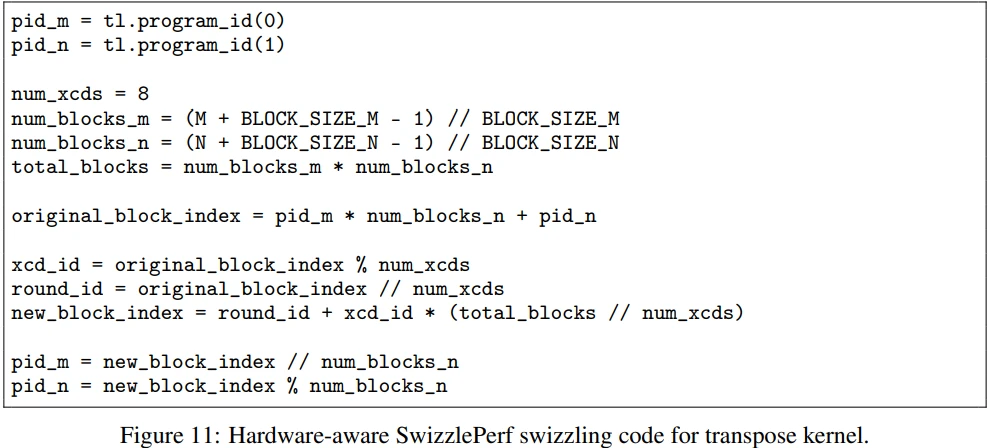 pid_m = tl.program_id(0)
pid_n = tl.program_id(1)
num_xcds = 8
num_blocks_m = (M + BLOCK_SIZE_M - 1) // BLOCK_SIZE_M
num_blocks_n = (N + BLOCK_SIZE_N - 1) // BLOCK_SIZE_N
total_blocks = num_blocks_m * num_blocks_n
original_block_index = pid_m * num_blocks_n + pid_n
xcd_id = original_block_index % num_xcds
round_id = original_block_index // num_xcds
new_block_index = round_id + xcd_id * (total_blocks // num_xcds)
pid_m = new_block_index // num_blocks_n
pid_n = new_block_index % num_blocks_n
Figure 11: Hardware-aware SwizzlePerf swizzling code for transpose kernel.